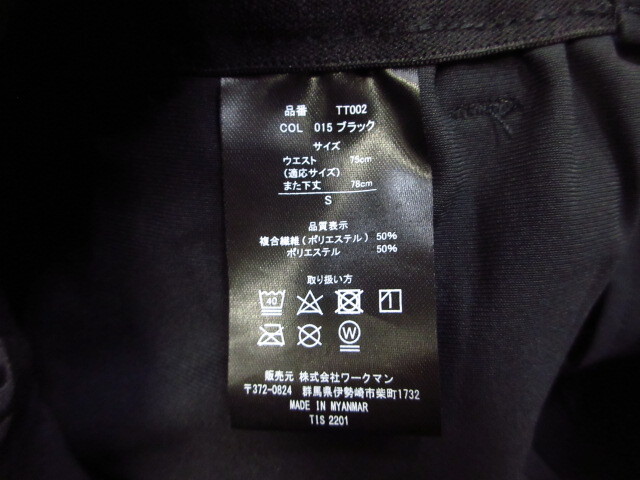 品番 TT002
COL 015 ブラック
サイズ
ウエスト 75cm
(適応サイズ)
また下丈 78cm
S
品質表示
複合繊維(ポリエステル) 50%
ポリエステル 50%
取り扱い方
40
1
W
販売元 株式会社ワークマン
〒372-0824 群馬県伊勢崎市柴町1732
MADE IN MYANMAR
TIS 2201